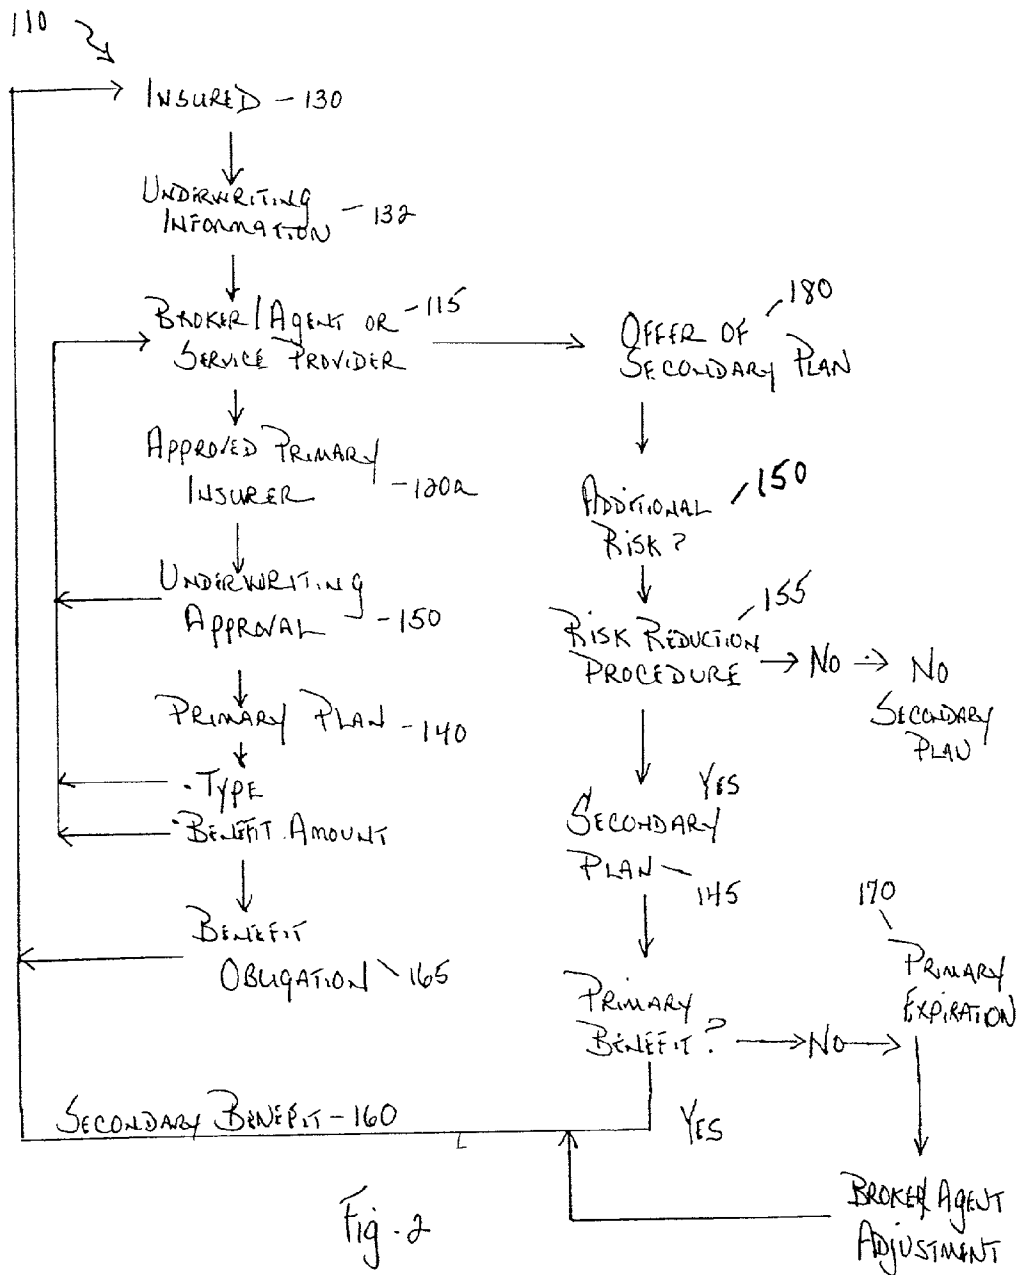 110
INSURED - 130
UNDERWRITING
INFORMATION - 132
BROKER/AGENT OR - 115
SERVICE PROVIDER
APPROVED PRIMARY
INSURER - 120a
UNDERWRITING
APPROVAL - 150
PRIMARY PLAN - 140
· TYPE
· BENEFIT AMOUNT
BENEFIT
OBLIGATION - 165
SECONDARY BENEFIT - 160
180
OFFER OF
SECONDARY PLAN
ADDITIONAL 150
RISK?
155
RISK REDUCTION
PROCEDURE
NO
NO
SECONDARY
PLAN
YES
SECONDARY
PLAN - 145
PRIMARY
BENEFIT?
NO
170
PRIMARY
EXPIRATION
YES
BROKER/AGENT
ADJUSTMENT
Fig. 2